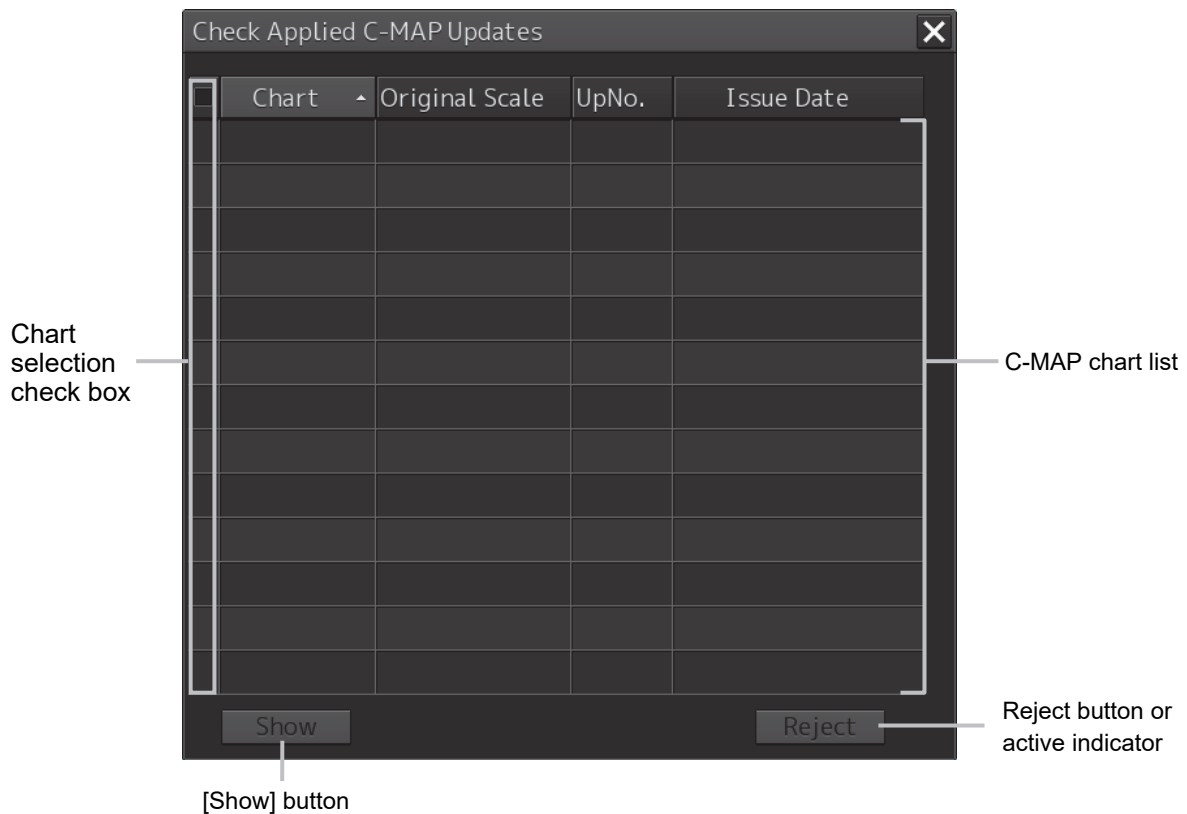 Check Applied C-MAP Updates
Chart Original Scale UpNo. Issue Date
Chart
selection
check box
C-MAP chart list
Show
Reject
Reject button or
active indicator
[Show] button